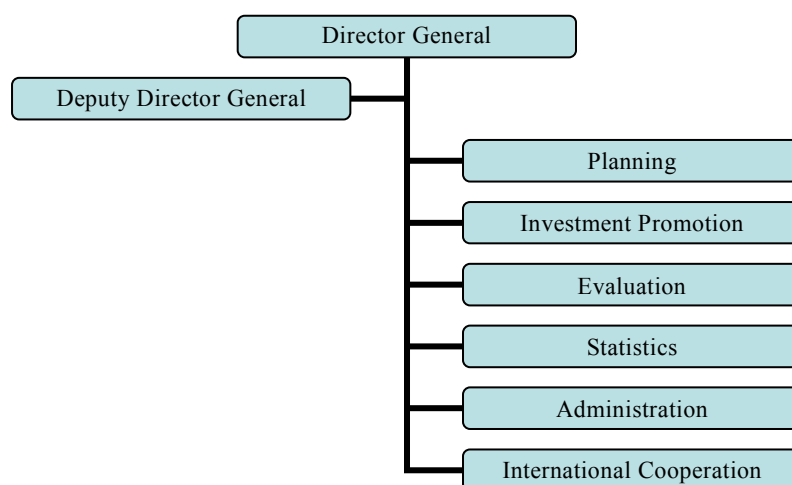 Director General
Deputy Director General
Planning
Investment Promotion
Evaluation
Statistics
Administration
International Cooperation